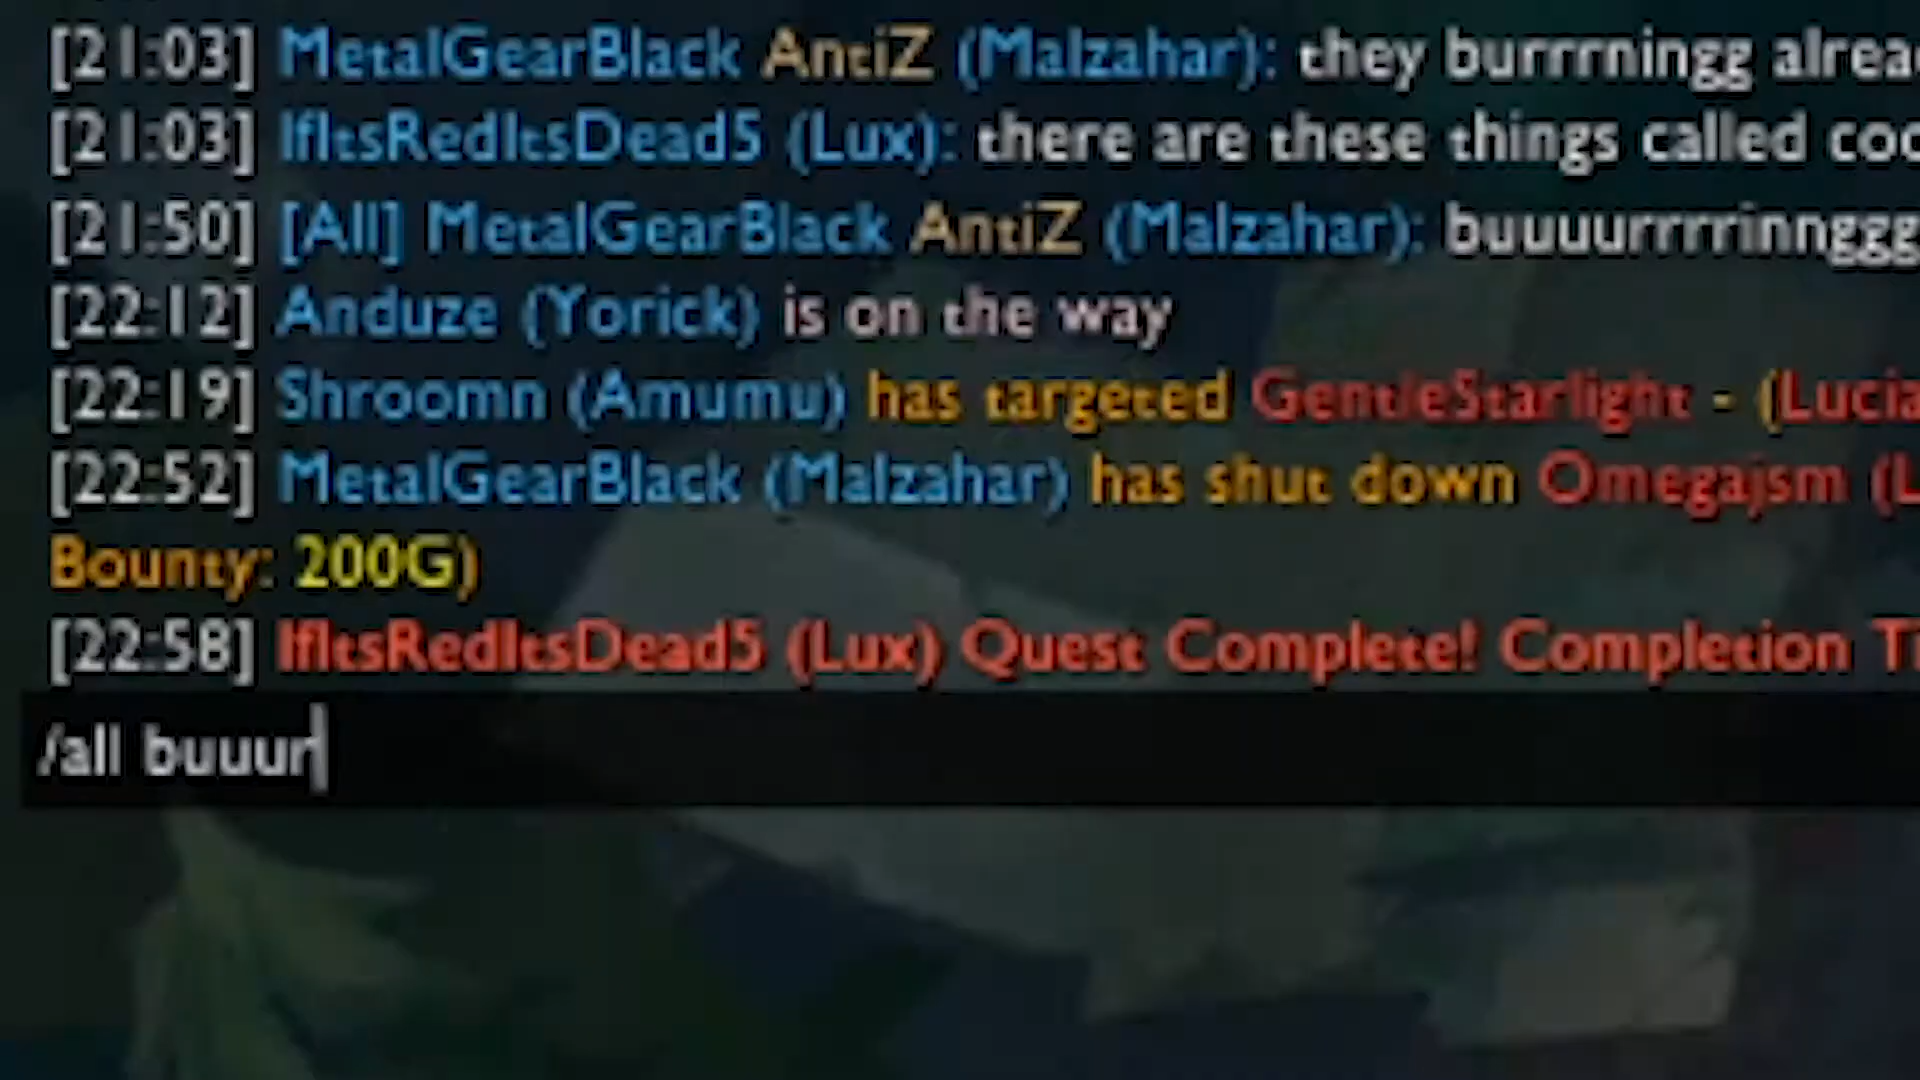 [21:03] MetalGearBlack AntiZ (Malzahar): they burrrningg alrea
[21:03] IfItsRedItsDead5 (Lux): there are these things called coo
[21:50] [All] MetalGearBlack AntiZ (Malzahar): buuuurrrrrinnggg
[22:12] Anduze (Yorick) is on the way
[22:19] Shroomn (Amumu) has targeted GentleStarlight - (Lucia
[22:52] MetalGearBlack (Malzahar) has shut down Omegajsm (L
Bounty: 200G)
[22:58] IfItsRedItsDead5 (Lux) Quest Complete! Completion Ti
/all buuur